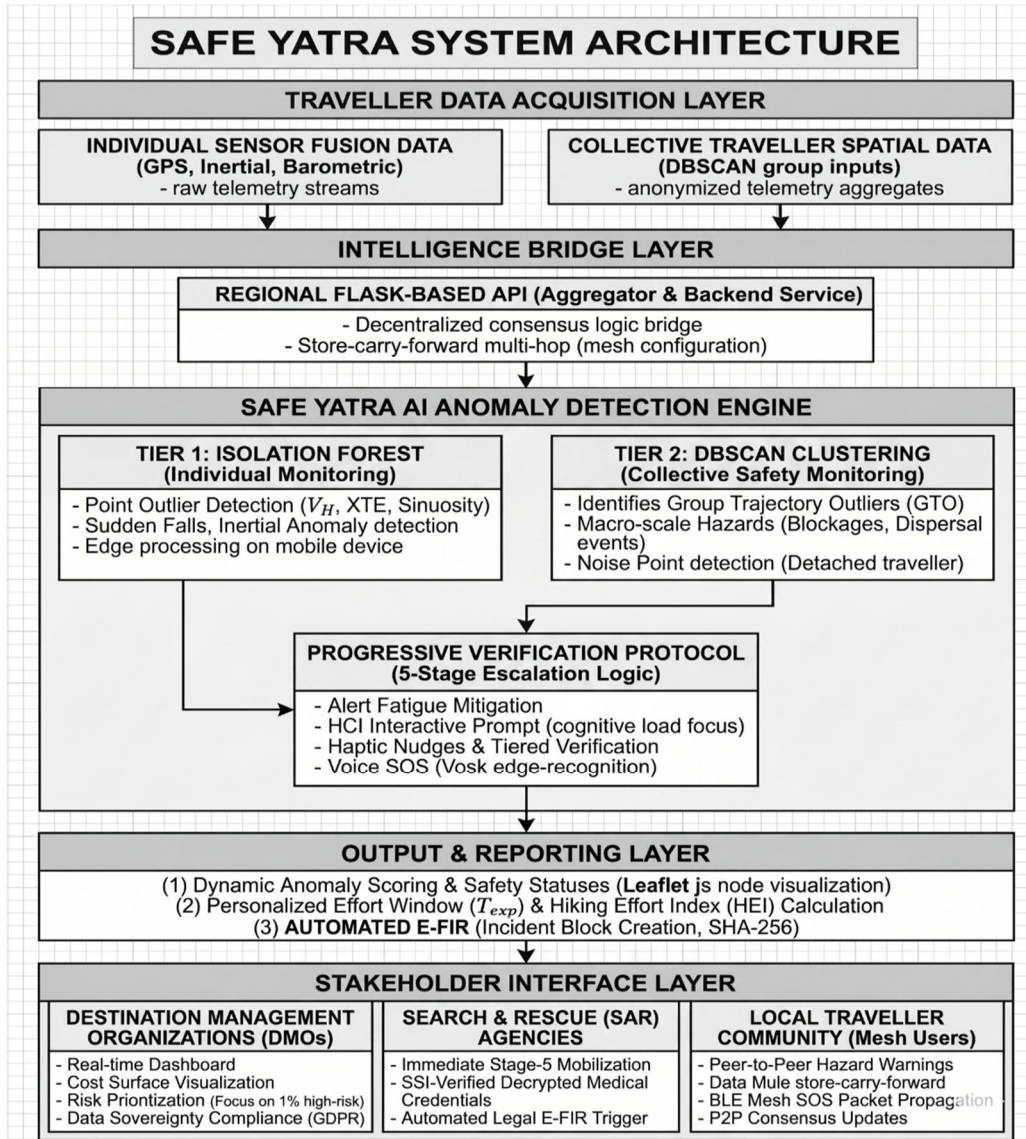 SAFE YATRA SYSTEM ARCHITECTURE
TRAVELLER DATA ACQUISITION LAYER
INDIVIDUAL SENSOR FUSION DATA
(GPS, Inertial, Barometric)
- raw telemetry streams
COLLECTIVE TRAVELLER SPATIAL DATA
(DBSCAN group inputs)
- anonymized telemetry aggregates
INTELLIGENCE BRIDGE LAYER
REGIONAL FLASK-BASED API (Aggregator & Backend Service)
- Decentralized consensus logic bridge
- Store-carry-forward multi-hop (mesh configuration)
SAFE YATRA AI ANOMALY DETECTION ENGINE
TIER 1: ISOLATION FOREST
(Individual Monitoring)
- Point Outlier Detection (V_H, XTE, Sinuosity)
- Sudden Falls, Inertial Anomaly detection
- Edge processing on mobile device
TIER 2: DBSCAN CLUSTERING
(Collective Safety Monitoring)
- Identifies Group Trajectory Outliers (GTO)
- Macro-scale Hazards (Blockages, Dispersal
events)
- Noise Point detection (Detached traveller)
PROGRESSIVE VERIFICATION PROTOCOL
(5-Stage Escalation Logic)
- Alert Fatigue Mitigation
- HCI Interactive Prompt (cognitive load focus)
- Haptic Nudges & Tiered Verification
- Voice SOS (Vosk edge-recognition)
OUTPUT & REPORTING LAYER
(1) Dynamic Anomaly Scoring & Safety Statuses (Leaflet js node visualization)
(2) Personalized Effort Window (T_exp) & Hiking Effort Index (HEI) Calculation
(3) AUTOMATED E-FIR (Incident Block Creation, SHA-256)
STAKEHOLDER INTERFACE LAYER
DESTINATION MANAGEMENT
ORGANIZATIONS (DMOs)
- Real-time Dashboard
- Cost Surface Visualization
- Risk Priontization (Focus on 1% high-risk)
- Data Sovereignty Compliance (GDPR)
SEARCH & RESCUE (SAR)
AGENCIES
- Immediate Stage-5 Mobilization
- SSI-Verified Decrypted Medical
Credentials
- Automated Legal E-FIR Trigger
LOCAL TRAVELLER
COMMUNITY (Mesh Users)
- Peer-to-Peer Hazard Warnings
- Data Mule store-carry-forward
- BLE Mesh SOS Packet Propagation
- P2P Consensus Updates